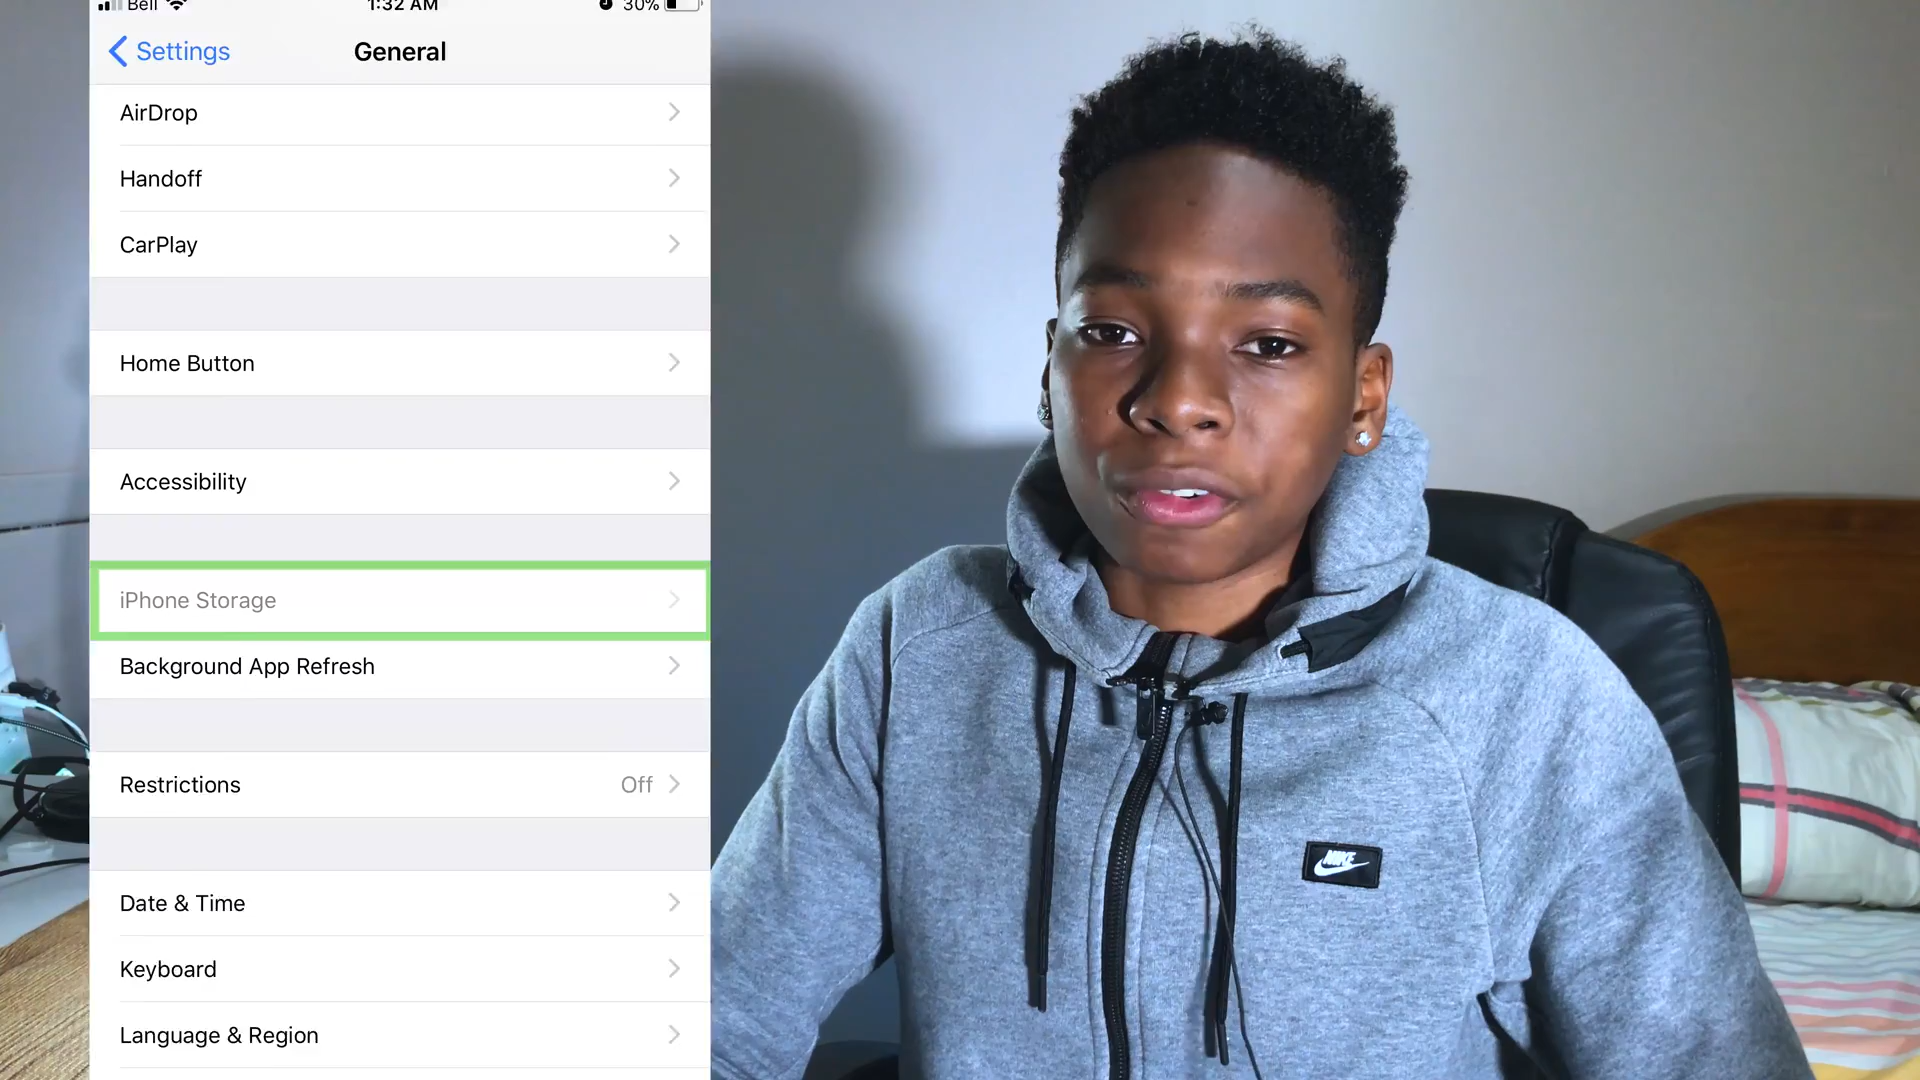 Bell
1:32 AM
30%
Settings
General
AirDrop
Handoff
CarPlay
Home Button
Accessibility
iPhone Storage
Background App Refresh
Restrictions
Off
Date & Time
Keyboard
Language & Region
NIKE